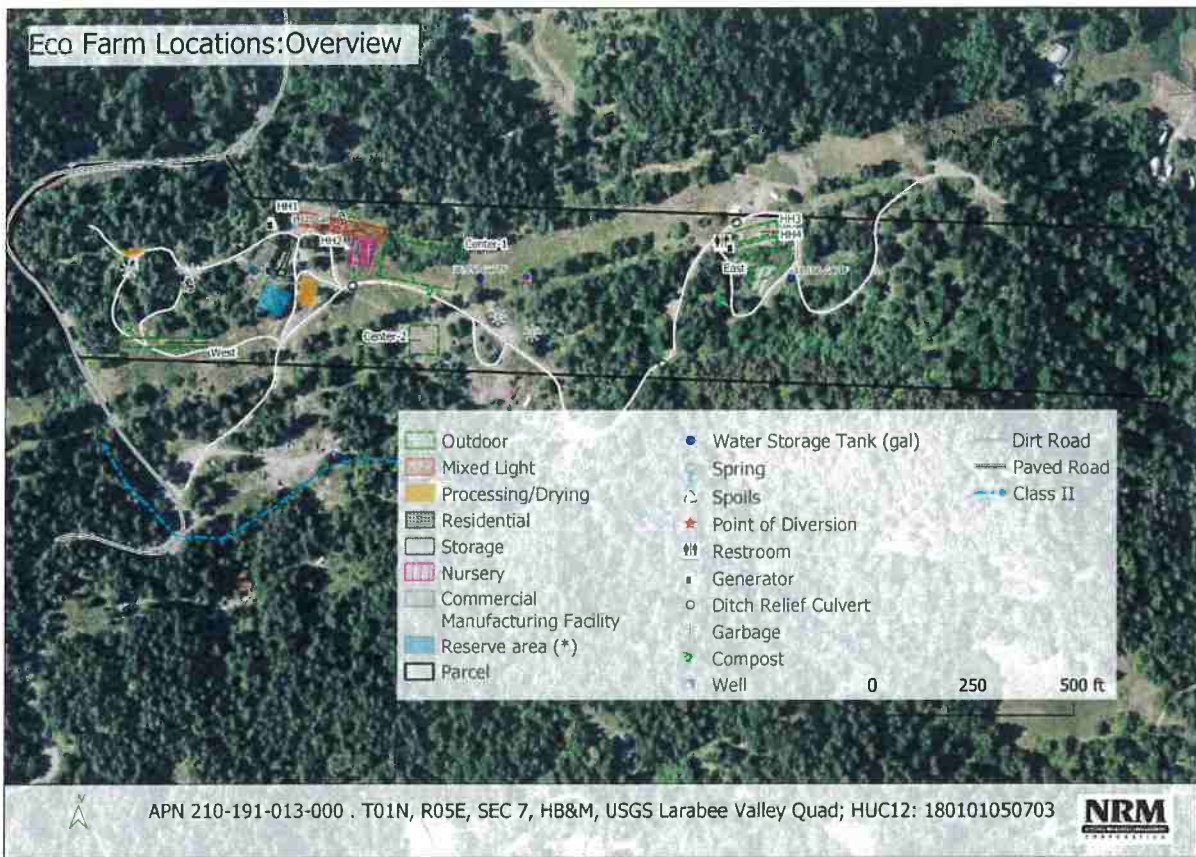 Eco Farm Locations:Overview
HH1
HH2
Center-1
HH3
HH4
East
Center-2
West
Outdoor
Mixed Light
Processing/Drying
Residential
Storage
Nursery
Commercial
Manufacturing Facility
Reserve area (*)
Parcel
Water Storage Tank (gal)
Spring
Spoils
Point of Diversion
Restroom
Generator
Ditch Relief Culvert
Garbage
Compost
Well
Dirt Road
Paved Road
Class II
0 250 500 ft
N
APN 210-191-013-000 . T01N, R05E, SEC 7, HB&M, USGS Larabee Valley Quad; HUC12: 180101050703
NRM